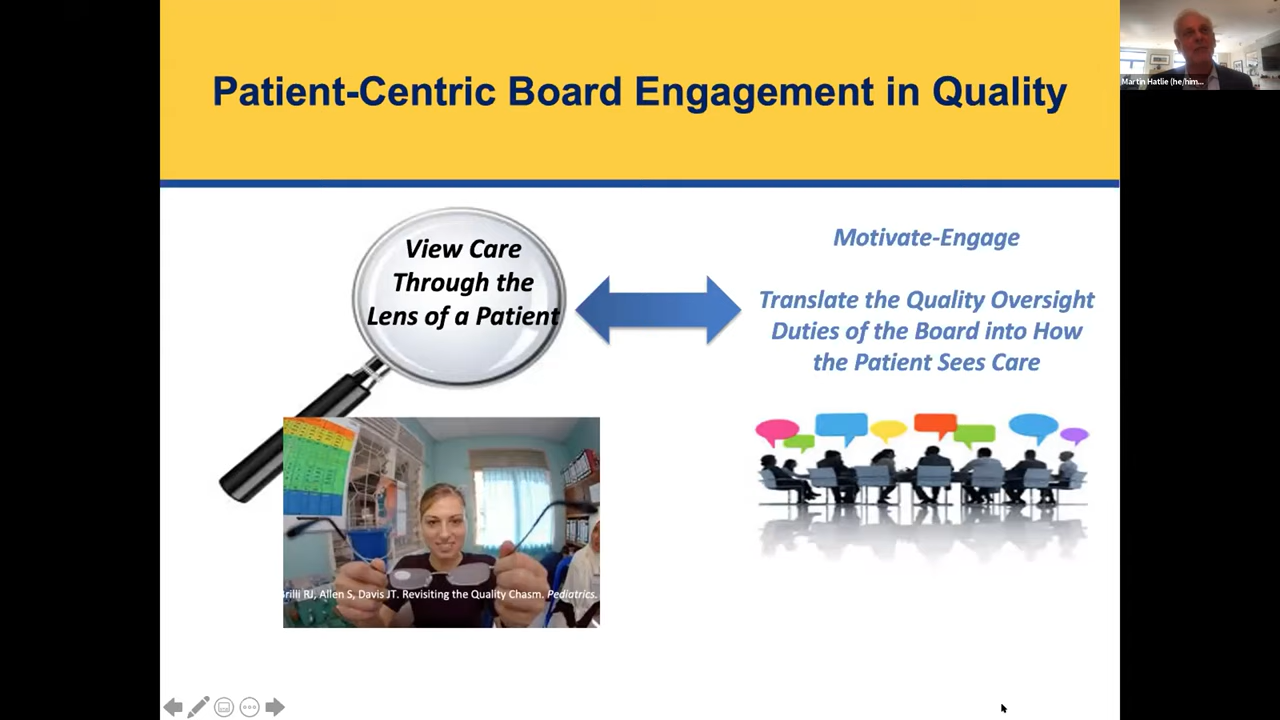 Patient-Centric Board Engagement in Quality
Martin Hatlie (he/him...
View Care
Through the
Lens of a Patient
Motivate-Engage
Translate the Quality Oversight
Duties of the Board into How
the Patient Sees Care
RJ, Allen S, Davis JT. Revisiting the Quality Chasm. Pediatrics.